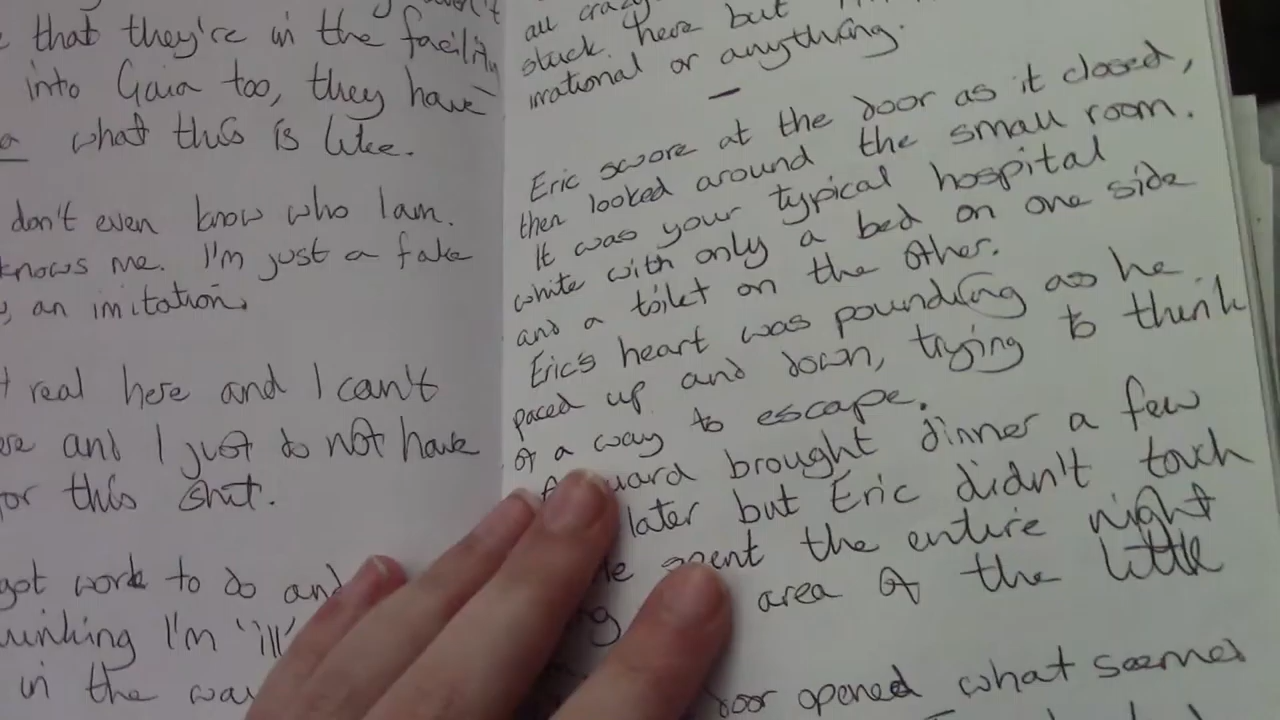 that they're in the facility
into Gaia too, they have
what this is like.
don't even know who I am.
knows me. I'm just a fake
an imitation.
real here and I can't
and I just do not have
for this shit.
got work to do and
I'm 'ill'
in the way
all crazy
stuck here but
irrational or anything.
—
Eric swore at the door as it closed,
then looked around the small room.
It was your typical hospital
white with only a bed on one side
and a toilet on the other.
Eric's heart was pounding as he
paced up and down, trying to think
of a way to escape.
brought dinner a few
later but Eric didn't touch
the entire night
area of the little
door opened what seemed